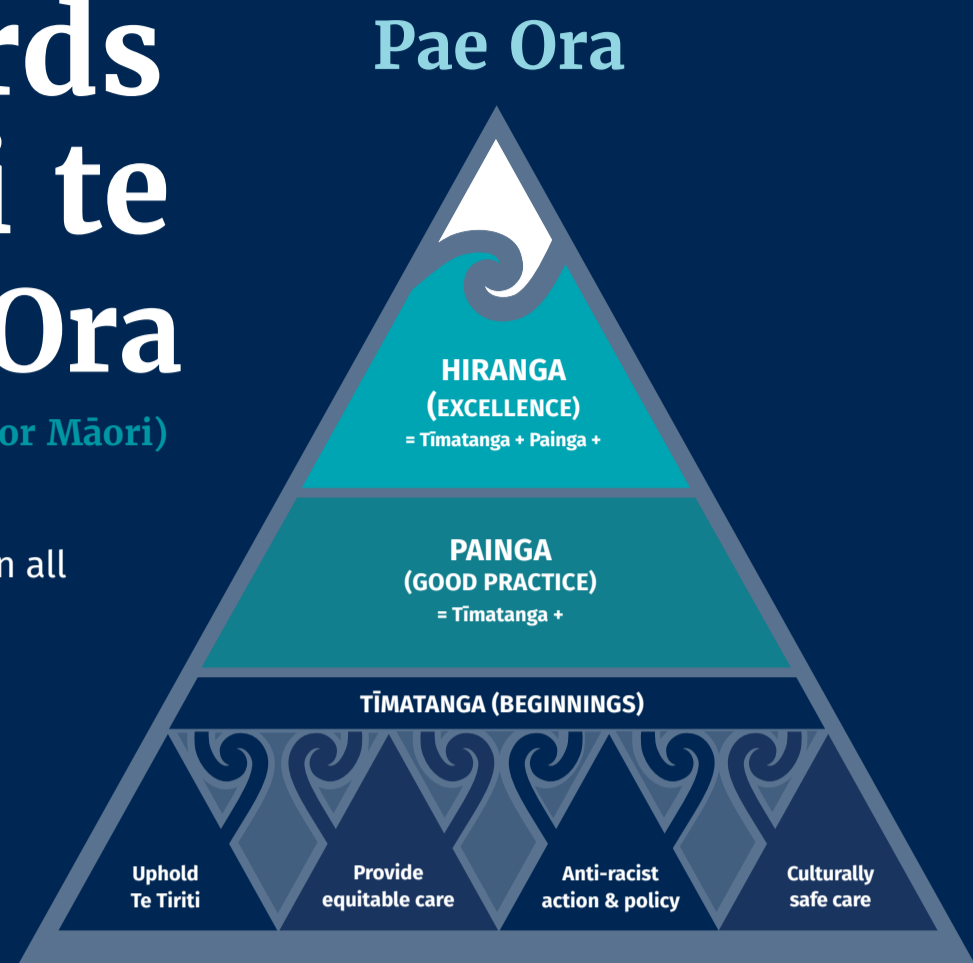 rds
i te
Ora
or Māori)
n all
Pae Ora
HIRANGA
(EXCELLENCE)
= Tīmatanga + Painga +
PAINGA
(GOOD PRACTICE)
= Tīmatanga +
TĪMATANGA (BEGINNINGS)
Uphold
Te Tiriti
Provide
equitable care
Anti-racist
action & policy
Culturally
safe care